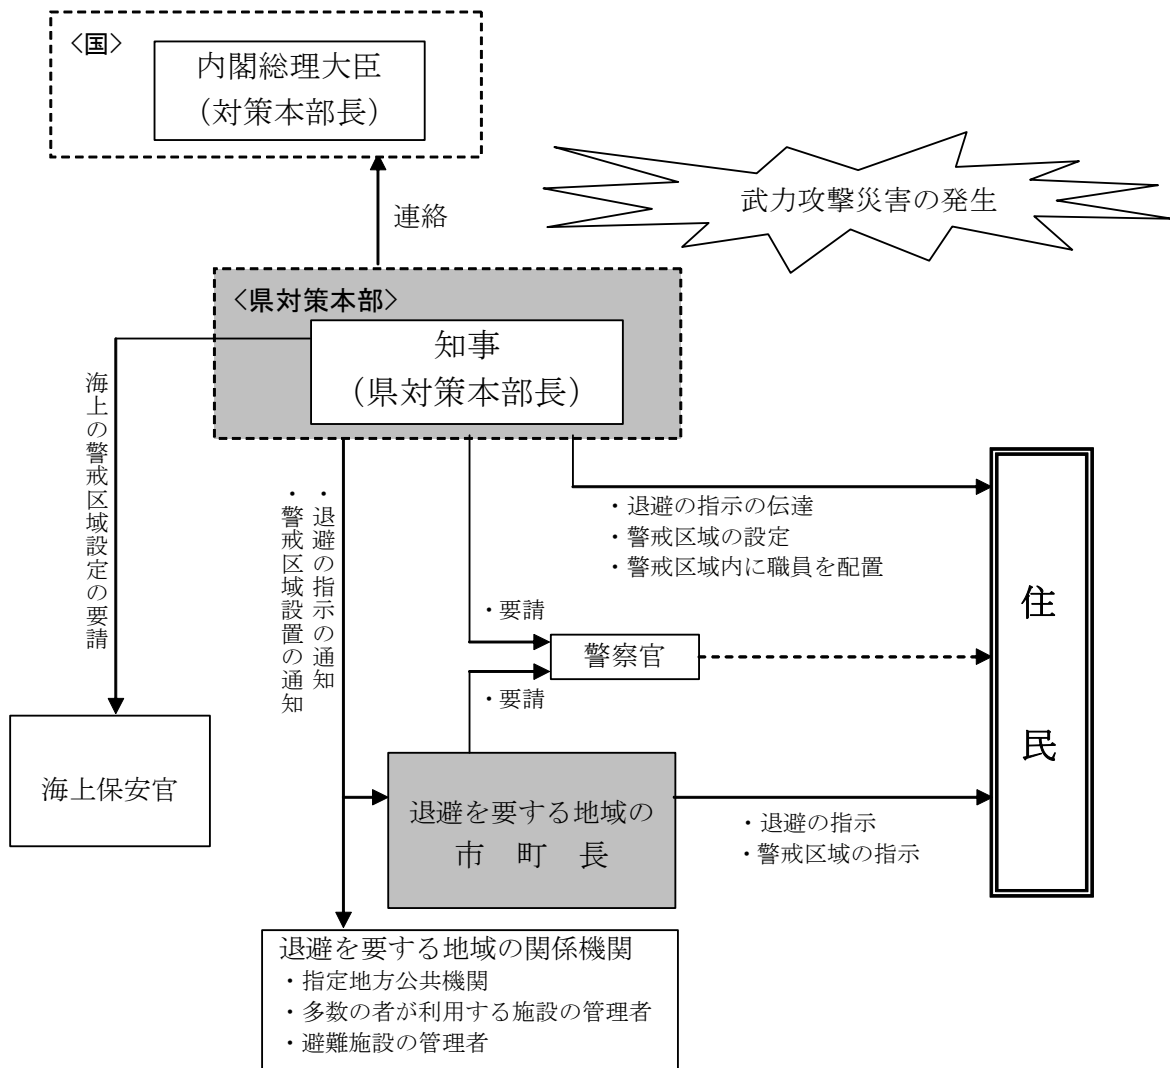 〈国〉
内閣総理大臣
（対策本部長）
武力攻撃災害の発生
連絡
〈県対策本部〉
知事
（県対策本部長）
海上の警戒区域設定の要請
・退避の指示の通知
・警戒区域設置の通知
・退避の指示の伝達
・警戒区域の設定
・警戒区域内に職員を配置
・要請
警察官
・要請
住民
海上保安官
退避を要する地域の
市　町　長
・退避の指示
・警戒区域の指示
退避を要する地域の関係機関
・指定地方公共機関
・多数の者が利用する施設の管理者
・避難施設の管理者